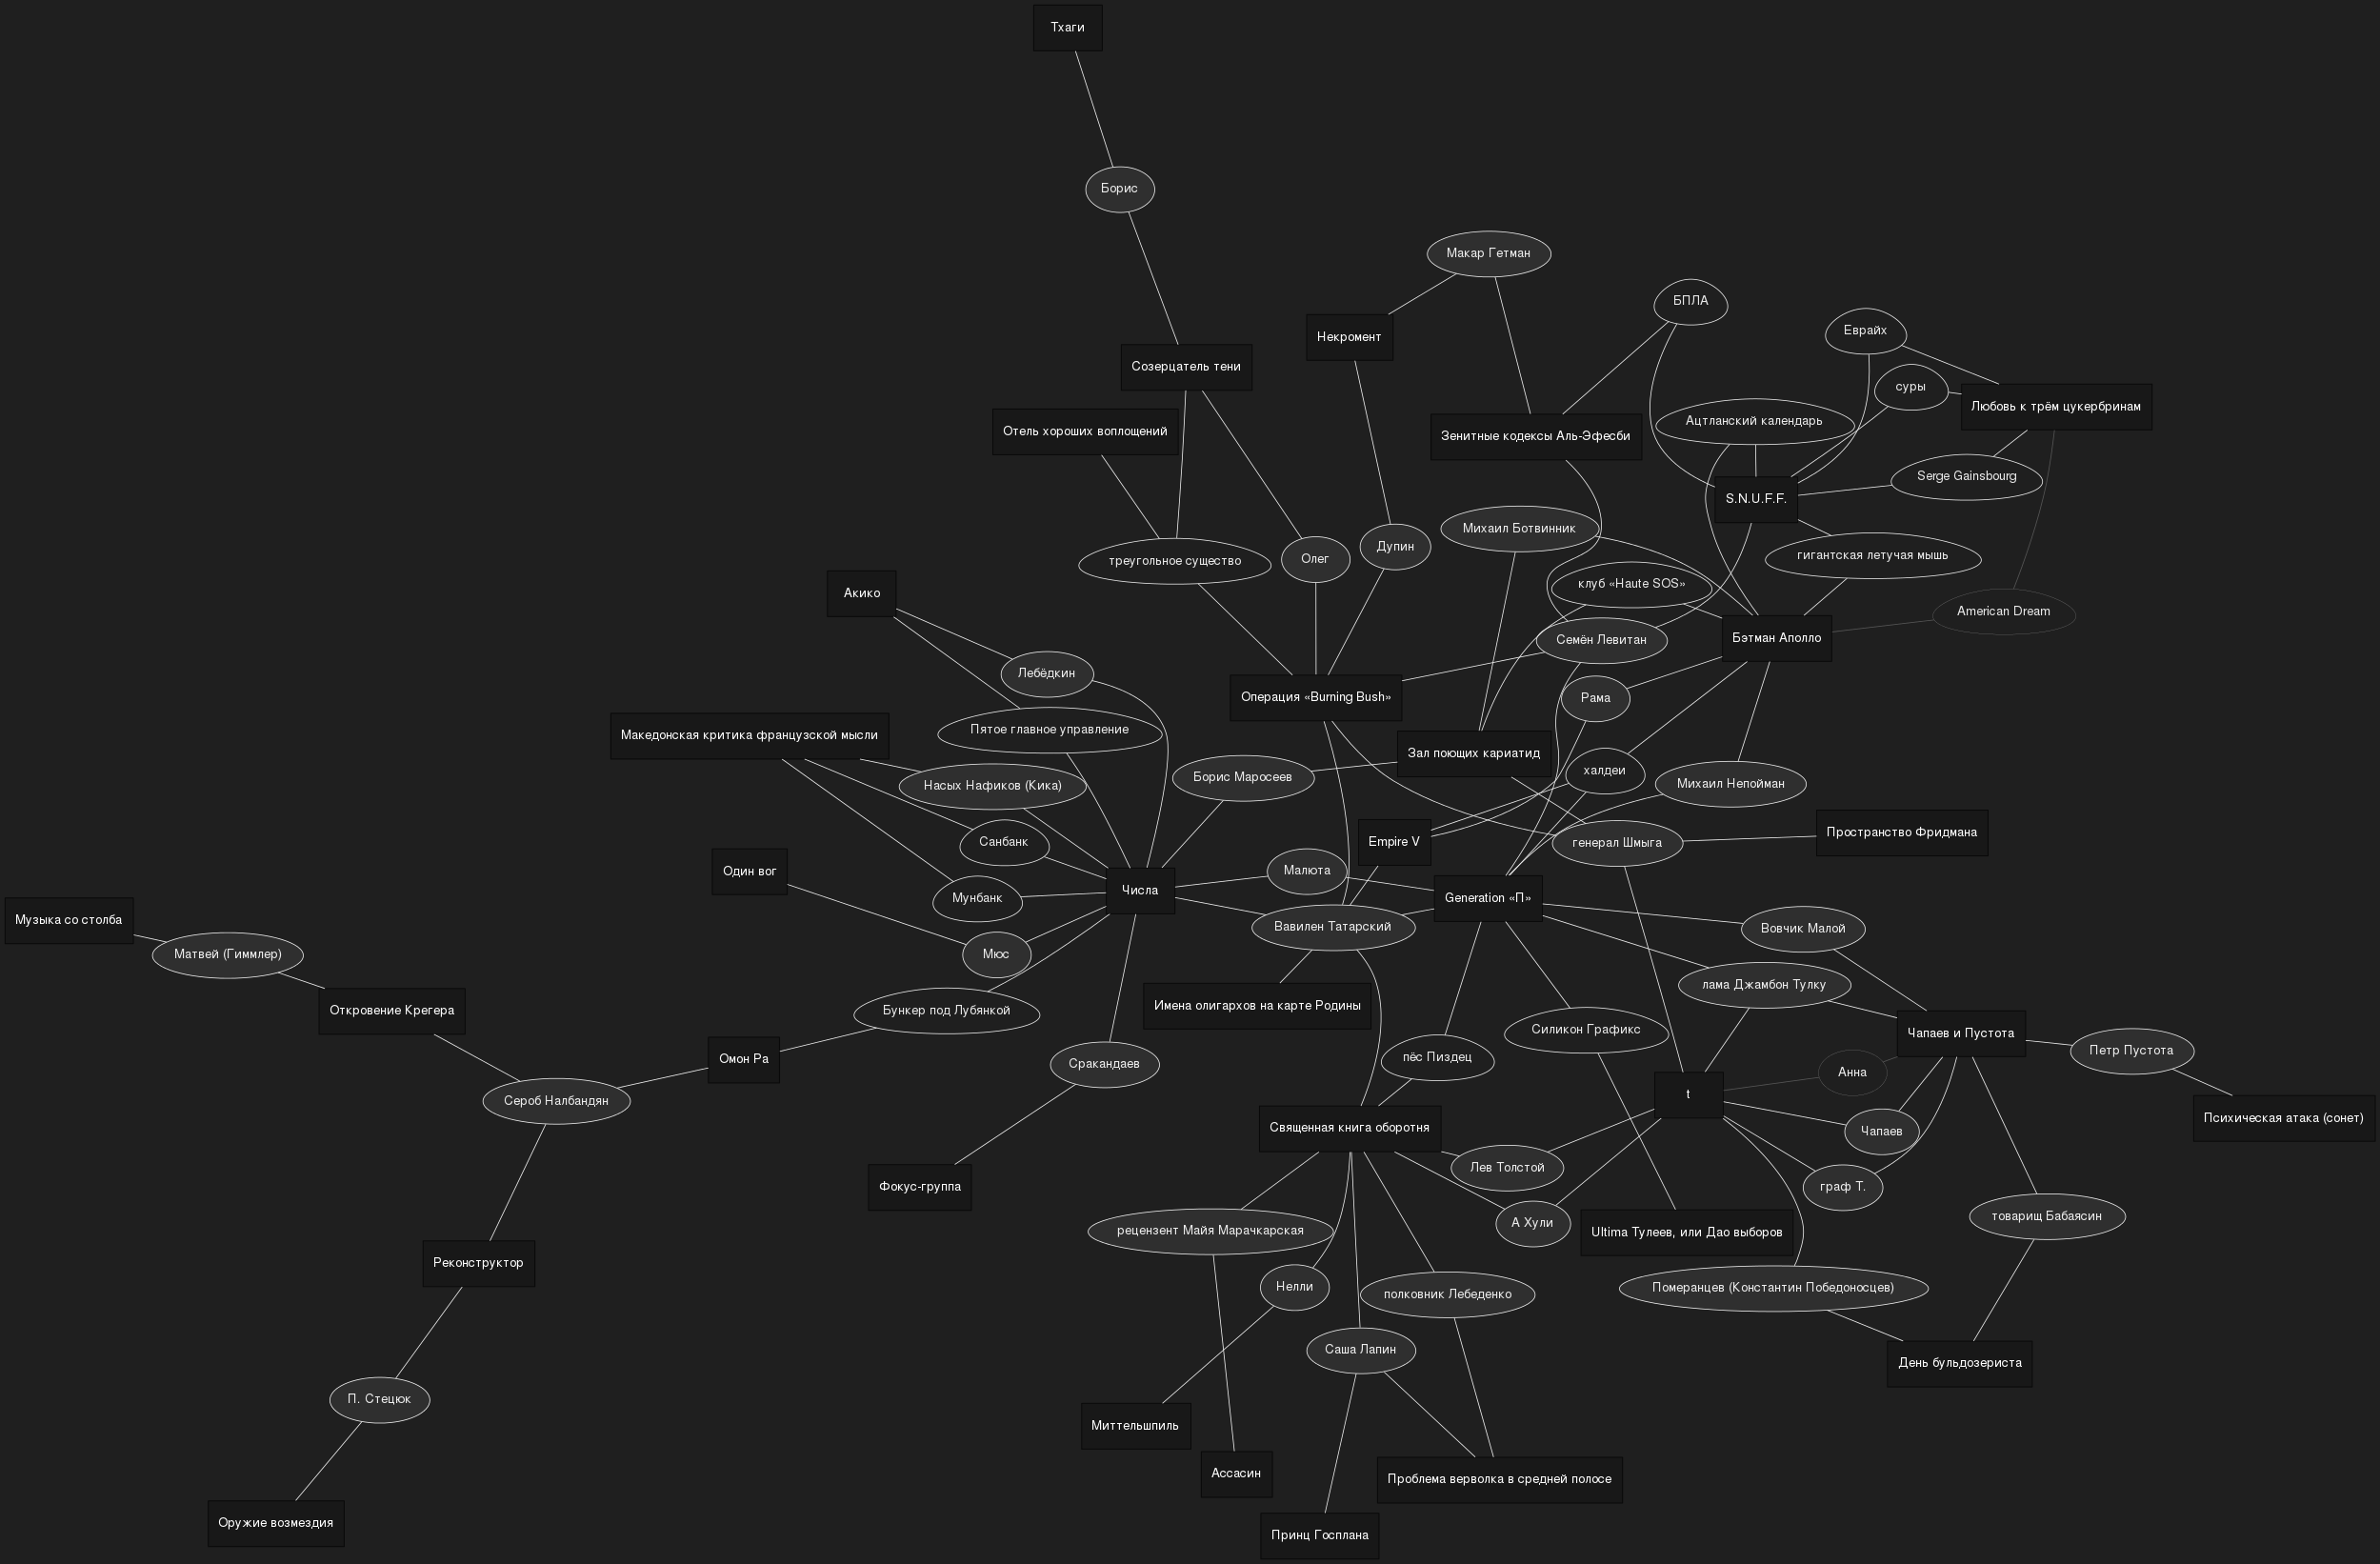 Тхаги
Борис
Макар Гетман
БПЛА
Еврайх
Некромент
Созерцатель тени
суры
Любовь к трём цукербринам
Ацтланский календарь
Отель хороших воплощений
Зенитные кодексы Аль-Эфесби
Serge Gainsbourg
S.N.U.F.F.
Михаил Ботвинник
Дупин
гигантская летучая мышь
треугольное существо
Олег
клуб «Haute SOS»
Акико
American Dream
Бэтман Аполло
Семён Левитан
Лебёдкин
Операция «Burning Bush»
Рама
Пятое главное управление
Македонская критика французской мысли
Зал поющих кариатид
халдеи
Борис Маросеев
Насых Нафиков (Кика)
Михаил Непойман
Пространство Фридмана
Санбанк
Empire V
генерал Шмыга
Один вог
Малюта
Числа
Мунбанк
Generation «П»
Музыка со столба
Вавилен Татарский
Вовчик Малой
Матвей (Гиммлер)
Мюс
лама Джамбон Тулку
Имена олигархов на карте Родины
Откровение Крегера
Бункер под Лубянкой
Силикон Графикс
Чапаев и Пустота
Петр Пустота
Омон Ра
Сракандаев
пёс Пиздец
Анна
t
Сероб Налбандян
Психическая атака (сонет)
Священная книга оборотня
Чапаев
Лев Толстой
Фокус-группа
граф Т.
А Хули
товарищ Бабаясин
рецензент Майя Марачкарская
Ultima Тулеев, или Дао выборов
Реконструктор
Нелли
полковник Лебеденко
Померанцев (Константин Победоносцев)
Саша Лапин
День бульдозериста
П. Стецюк
Миттельшпиль
Ассасин
Проблема верволка в средней полосе
Оружие возмездия
Принц Госплана